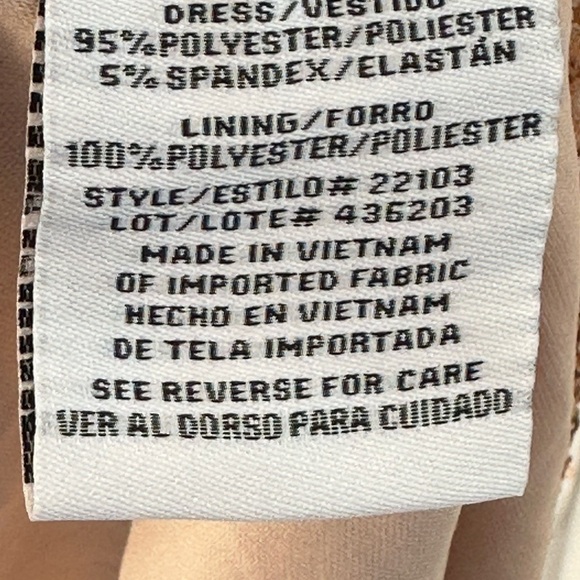 DRESS/VESTIDO
95%POLYESTER/POLIESTER
5%SPANDEX/ELASTÁN
LINING/FORRO
100%POLYESTER/POLIESTER
STYLE/ESTILO# 22103
LOT/LOTE# 436203
MADE IN VIETNAM
OF IMPORTED FABRIC
HECHO EN VIETNAM
DE TELA IMPORTADA
SEE REVERSE FOR CARE
VER AL DORSO PARA CUIDADO